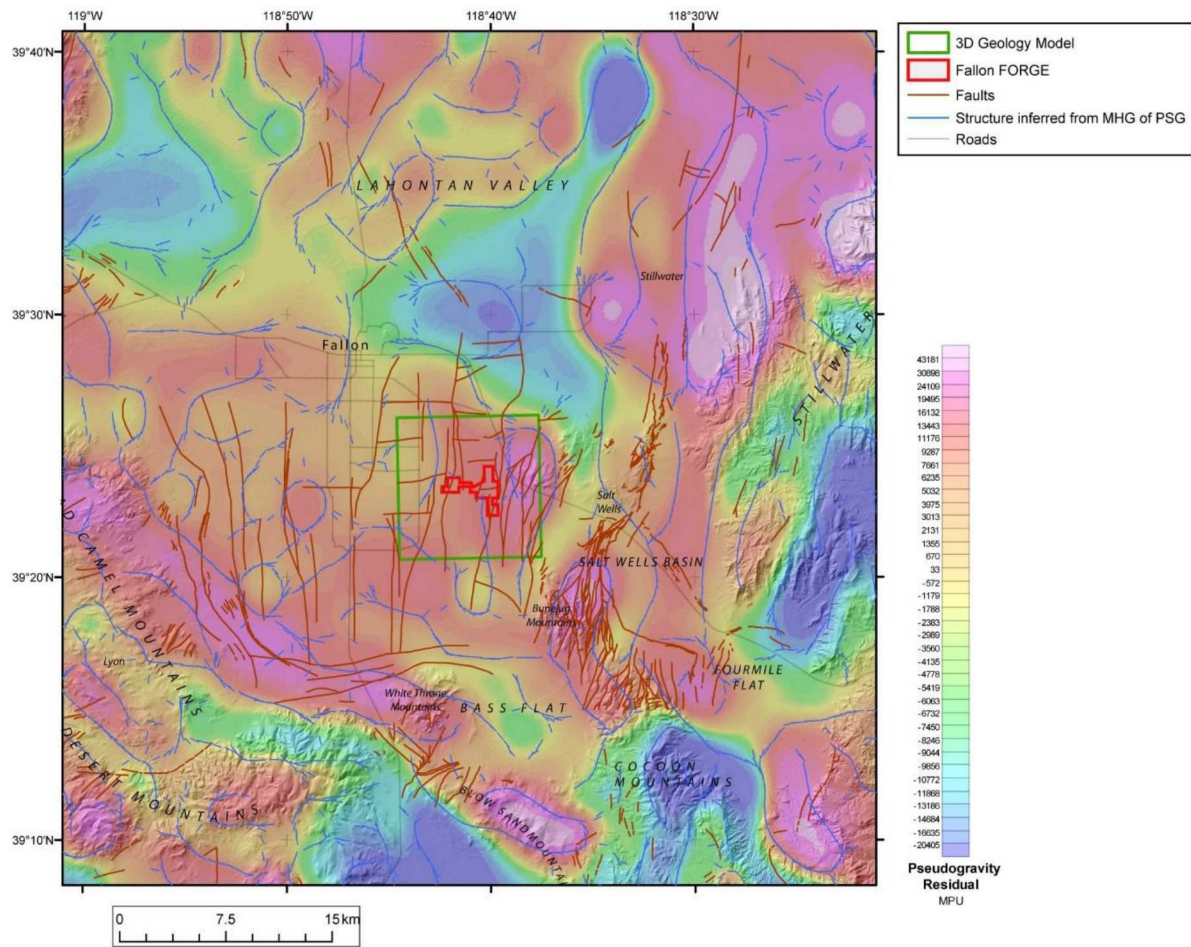 119°W
118°50'W
118°40'W
118°30'W
39°40'N
39°30'N
39°20'N
39°10'N
LAHONTAN VALLEY
Stillwater
STILLWATER
Fallon
Salt
Wells
SALT WELLS BASIN
Bunejug
Mountains
FOURMILE
FLAT
D CAMEL MOUNTAINS
Lyon
White Throne
Mountains
BASS FLAT
DESERT MOUNTAINS
COCOON
MOUNTAINS
BLOW SAND MOUNTAI
0 7.5 15 km
3D Geology Model
Fallon FORGE
Faults
Structure inferred from MHG of PSG
Roads
43181
30698
24109
19495
16132
13443
11176
9287
7661
6235
5032
3975
3013
2131
1365
670
33
-572
-1179
-1788
-2383
-2989
-3560
-4135
-4778
-5419
-6063
-6732
-7450
-8246
-9044
-9856
-10772
-11868
-13186
-14684
-16635
-20405
Pseudogravity
Residual
MPU